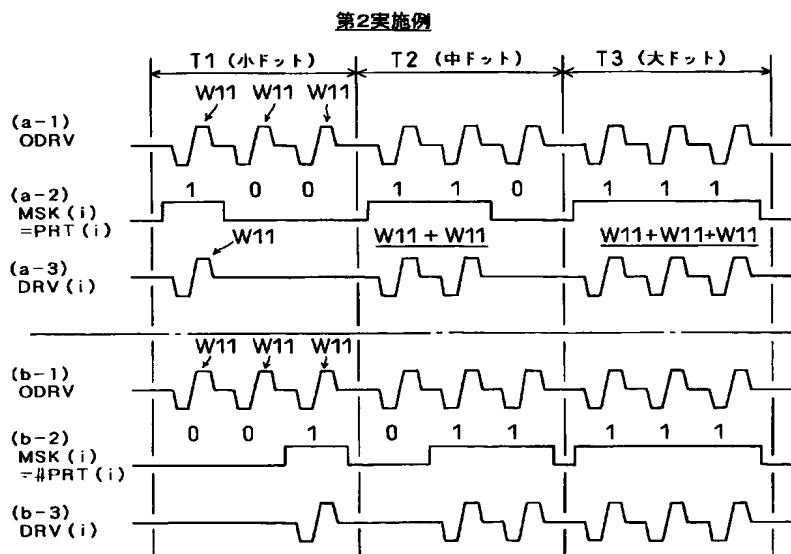 第2実施例
T1(小ドット) T2(中ドット) T3(大ドット)
W11 W11 W11
(a-1)
ODRV
1 0 0 1 1 0 1 1 1
(a-2)
MSK(i)
=PRT(i)
W11 W11+W11 W11+W11+W11
(a-3)
DRV(i)
W11 W11 W11
(b-1)
ODRV
0 0 1 0 1 1 1 1 1
(b-2)
MSK(i)
=#PRT(i)
(b-3)
DRV(i)